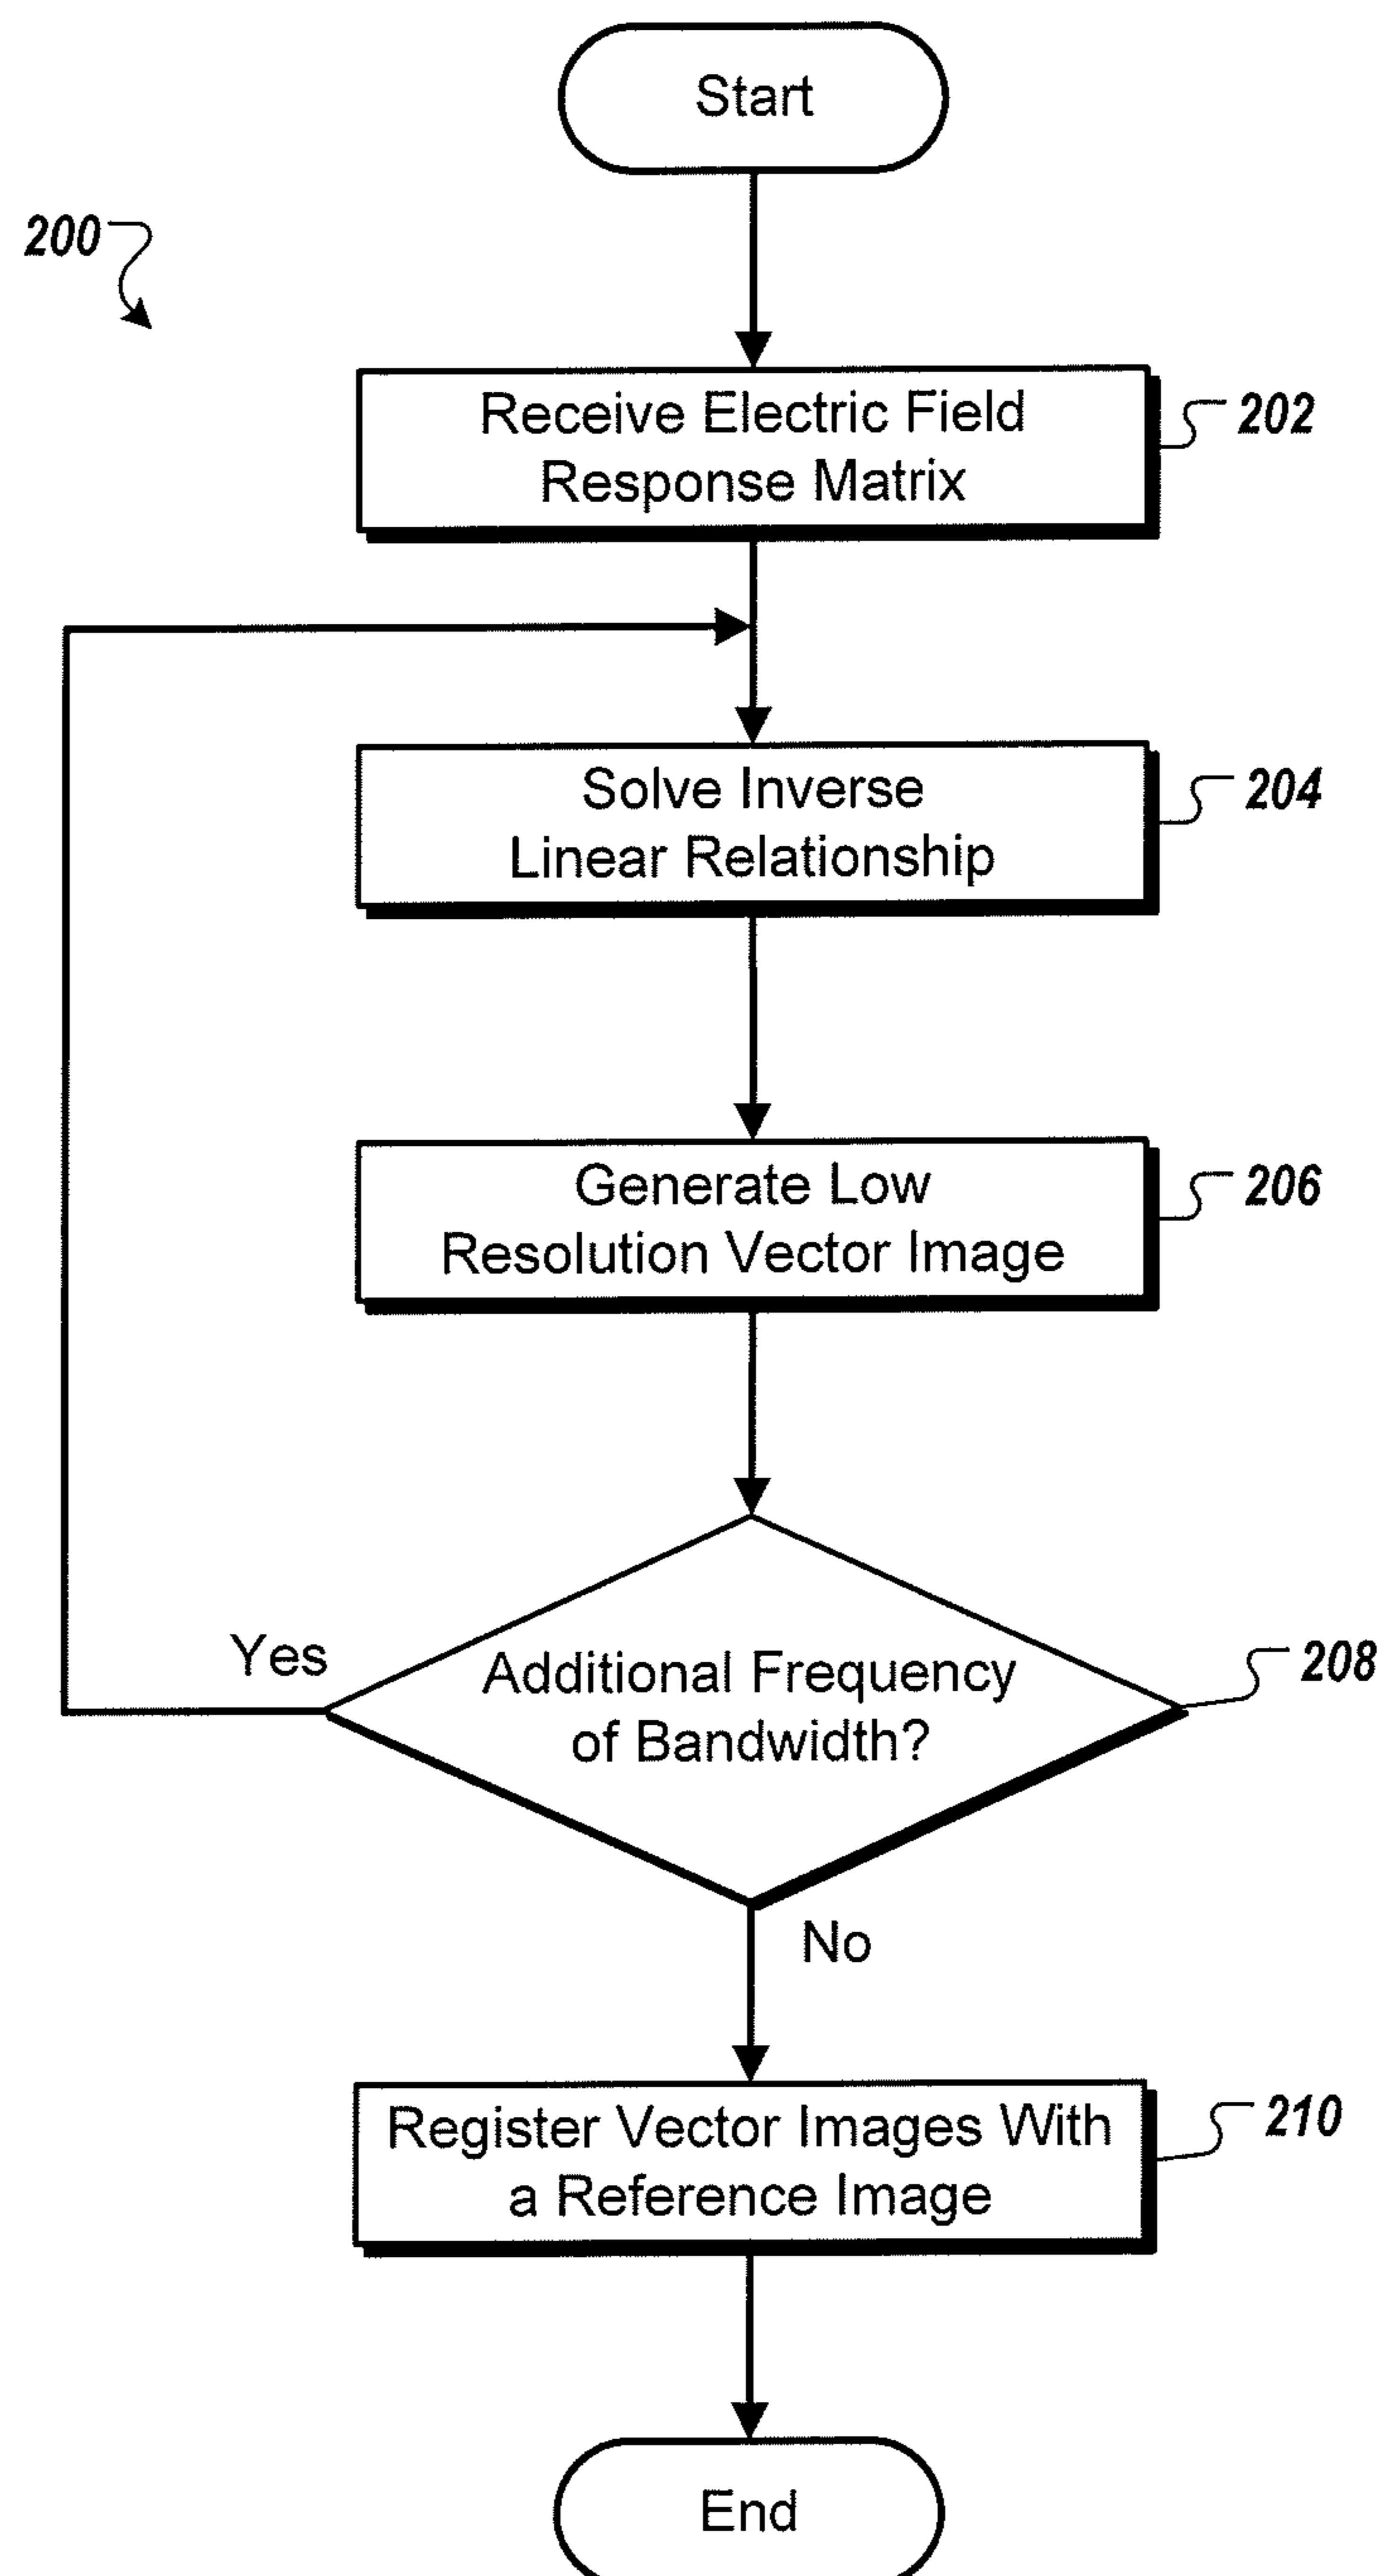 Start
200
Receive Electric Field
Response Matrix
202
Solve Inverse
Linear Relationship
204
Generate Low
Resolution Vector Image
206
Yes
Additional Frequency
of Bandwidth?
208
No
Register Vector Images With
a Reference Image
210
End